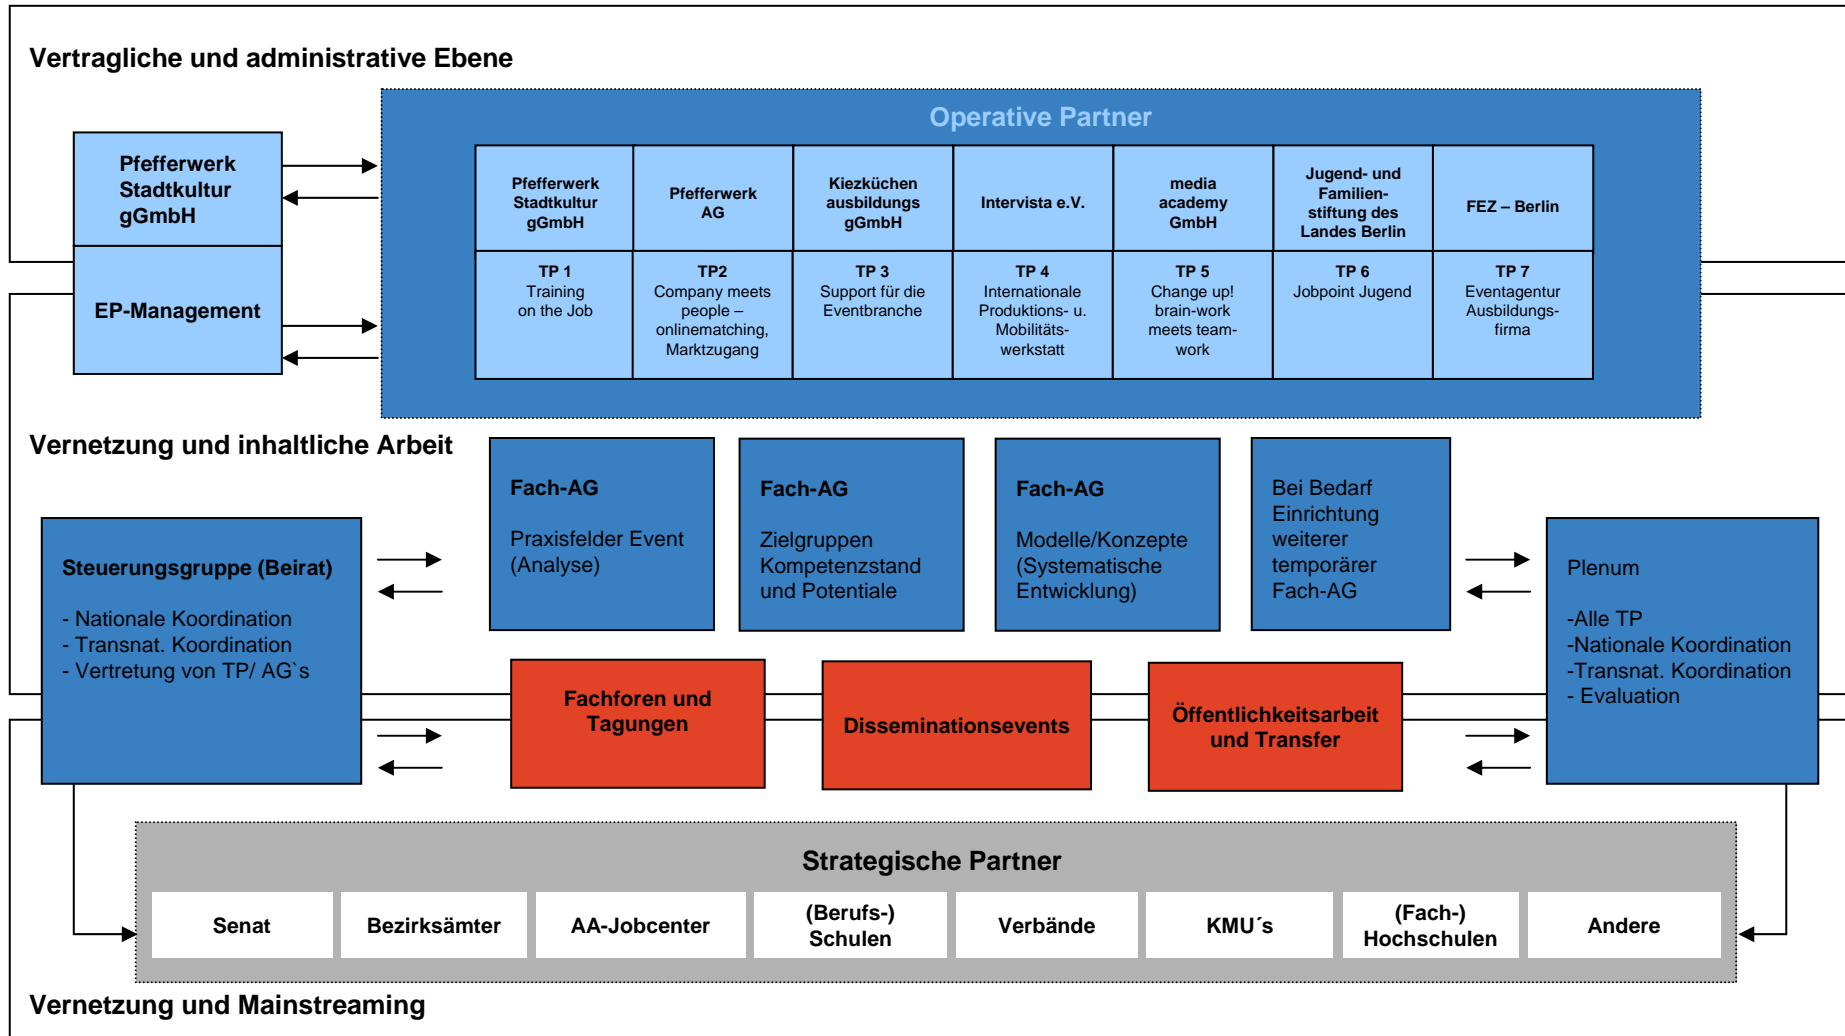 Vertragliche und administrative Ebene
Operative Partner
Pfefferwerk
Stadtkultur
gGmbH
EP-Management
Pfefferwerk
Stadtkultur
gGmbH
Pfefferwerk
AG
Kiezküchen
ausbildungs
gGmbH
Intervista e.V.
media
academy
GmbH
Jugend- und
Familien-
stiftung des
Landes Berlin
FEZ – Berlin
TP 1
Training
on the Job
TP2
Company meets
people –
onlinematching,
Marktzugang
TP 3
Support für die
Eventbranche
TP 4
Internationale
Produktions- u.
Mobilitäts-
werkstatt
TP 5
Change up!
brain-work
meets team-
work
TP 6
Jobpoint Jugend
TP 7
Eventagentur
Ausbildungs-
firma
Vernetzung und inhaltliche Arbeit
Steuerungsgruppe (Beirat)
- Nationale Koordination
- Transnat. Koordination
- Vertretung von TP/ AG`s
Fach-AG
Praxisfelder Event
(Analyse)
Fach-AG
Zielgruppen
Kompetenzstand
und Potentiale
Fach-AG
Modelle/Konzepte
(Systematische
Entwicklung)
Bei Bedarf
Einrichtung
weiterer
temporärer
Fach-AG
Plenum
-Alle TP
-Nationale Koordination
-Transnat. Koordination
- Evaluation
Fachforen und
Tagungen
Disseminationsevents
Öffentlichkeitsarbeit
und Transfer
Strategische Partner
Senat
Bezirksämter
AA-Jobcenter
(Berufs-)
Schulen
Verbände
KMU´s
(Fach-)
Hochschulen
Andere
Vernetzung und Mainstreaming